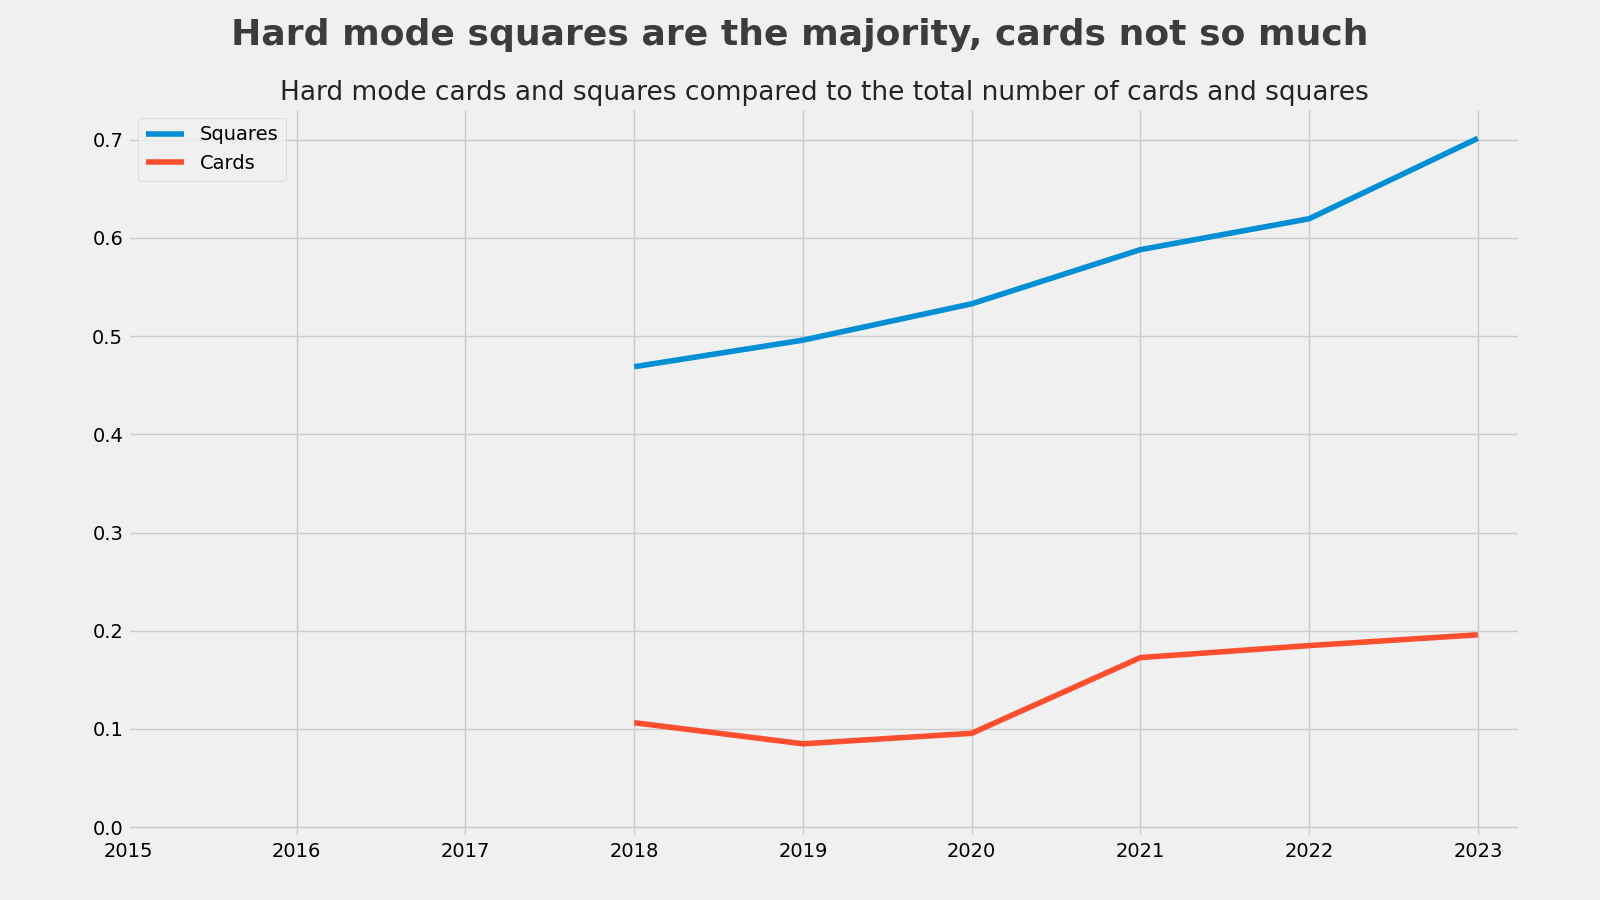 Hard mode squares are the majority, cards not so much
Hard mode cards and squares compared to the total number of cards and squares
Squares
Cards
0.7
0.6
0.5
0.4
0.3
0.2
0.1
0.0
2015 2016 2017 2018 2019 2020 2021 2022 2023